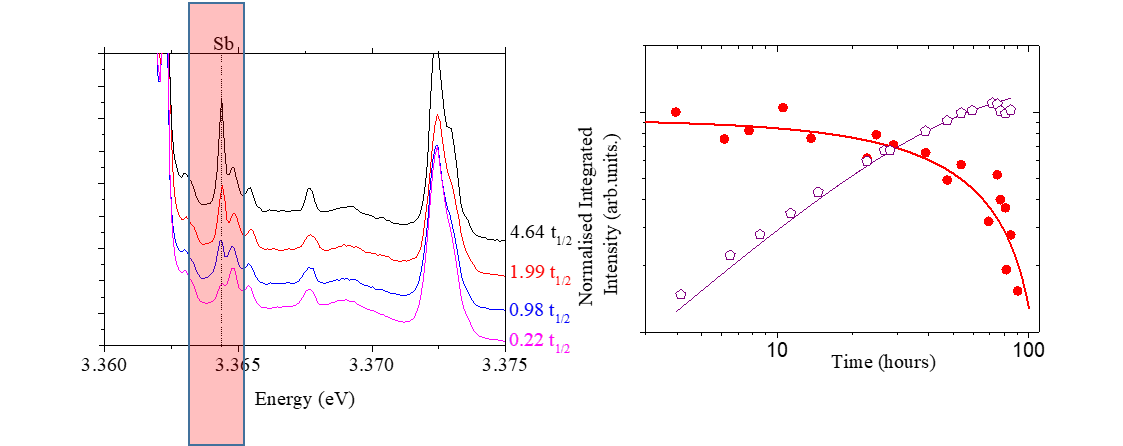 Sb
4.64 t1/2
1.99 t1/2
0.98 t1/2
0.22 t1/2
3.360
3.365
3.370
3.375
Energy (eV)
Normalised Integrated
Intensity (arb.units.)
10
100
Time (hours)